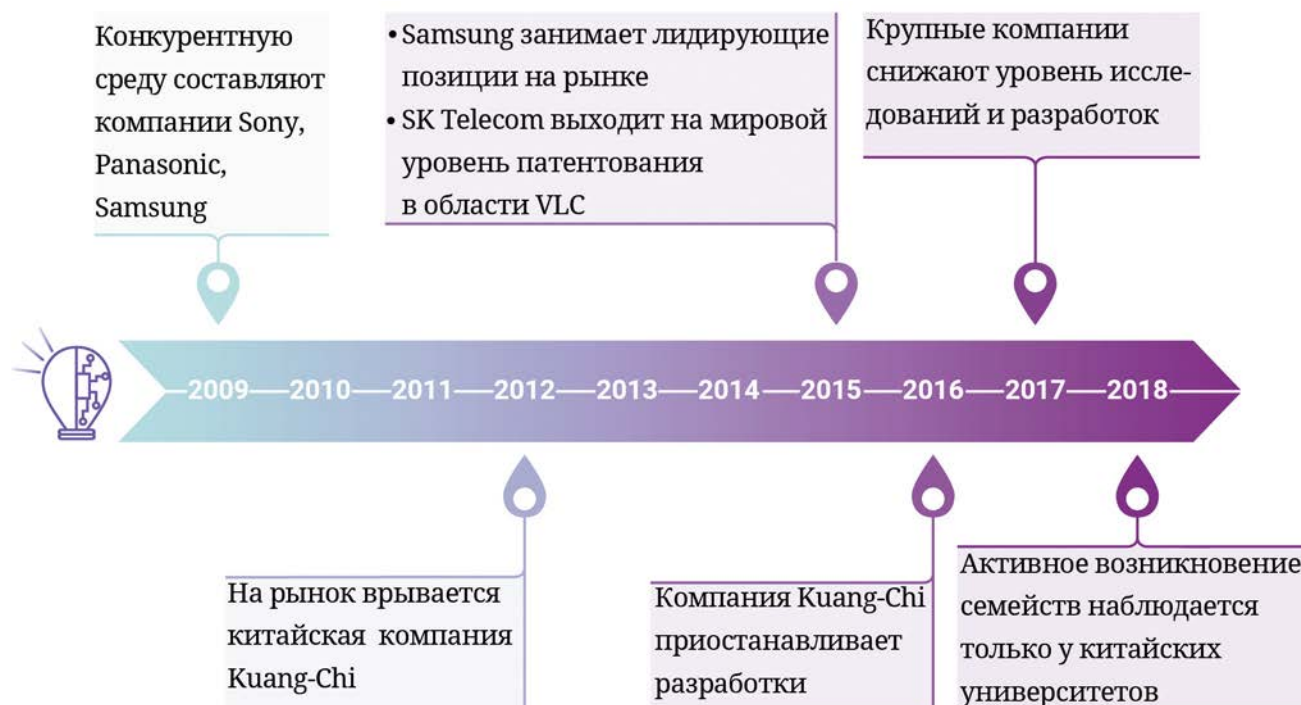 Конкурентную
среду составляют
компании Sony,
Panasonic,
Samsung
• Samsung занимает лидирующие
позиции на рынке
• SK Telecom выходит на мировой
уровень патентования
в области VLC
Крупные компании
снижают уровень иссле-
дований и разработок
2009 2010 2011 2012 2013 2014 2015 2016 2017 2018
На рынок врывается
китайская компания
Kuang-Chi
Компания Kuang-Chi
приостанавливает
разработки
Активное возникновение
семейств наблюдается
только у китайских
университетов